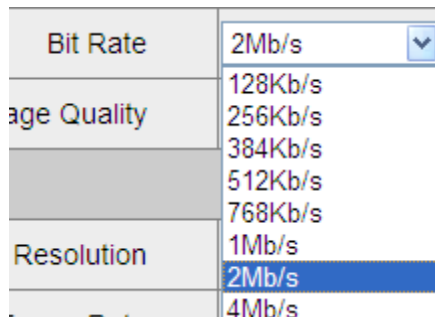 Bit Rate 2Mb/s
128Kb/s
age Quality 256Kb/s
384Kb/s
512Kb/s
768Kb/s
Resolution 1Mb/s
2Mb/s
4Mb/s